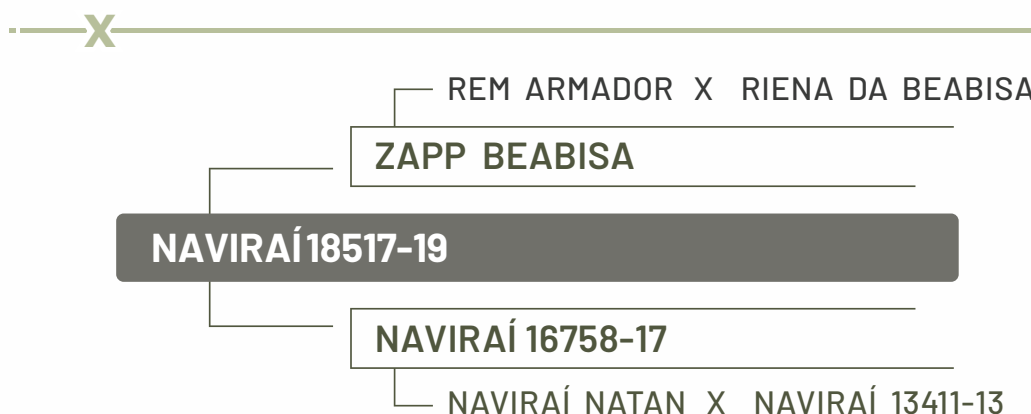 X
REM ARMADOR X RIENA DA BEABISA
ZAPP BEABISA
NAVIRAÍ 18517-19
NAVIRAÍ 16758-17
NAVIRAÍ NATAN X NAVIRAÍ 13411-13